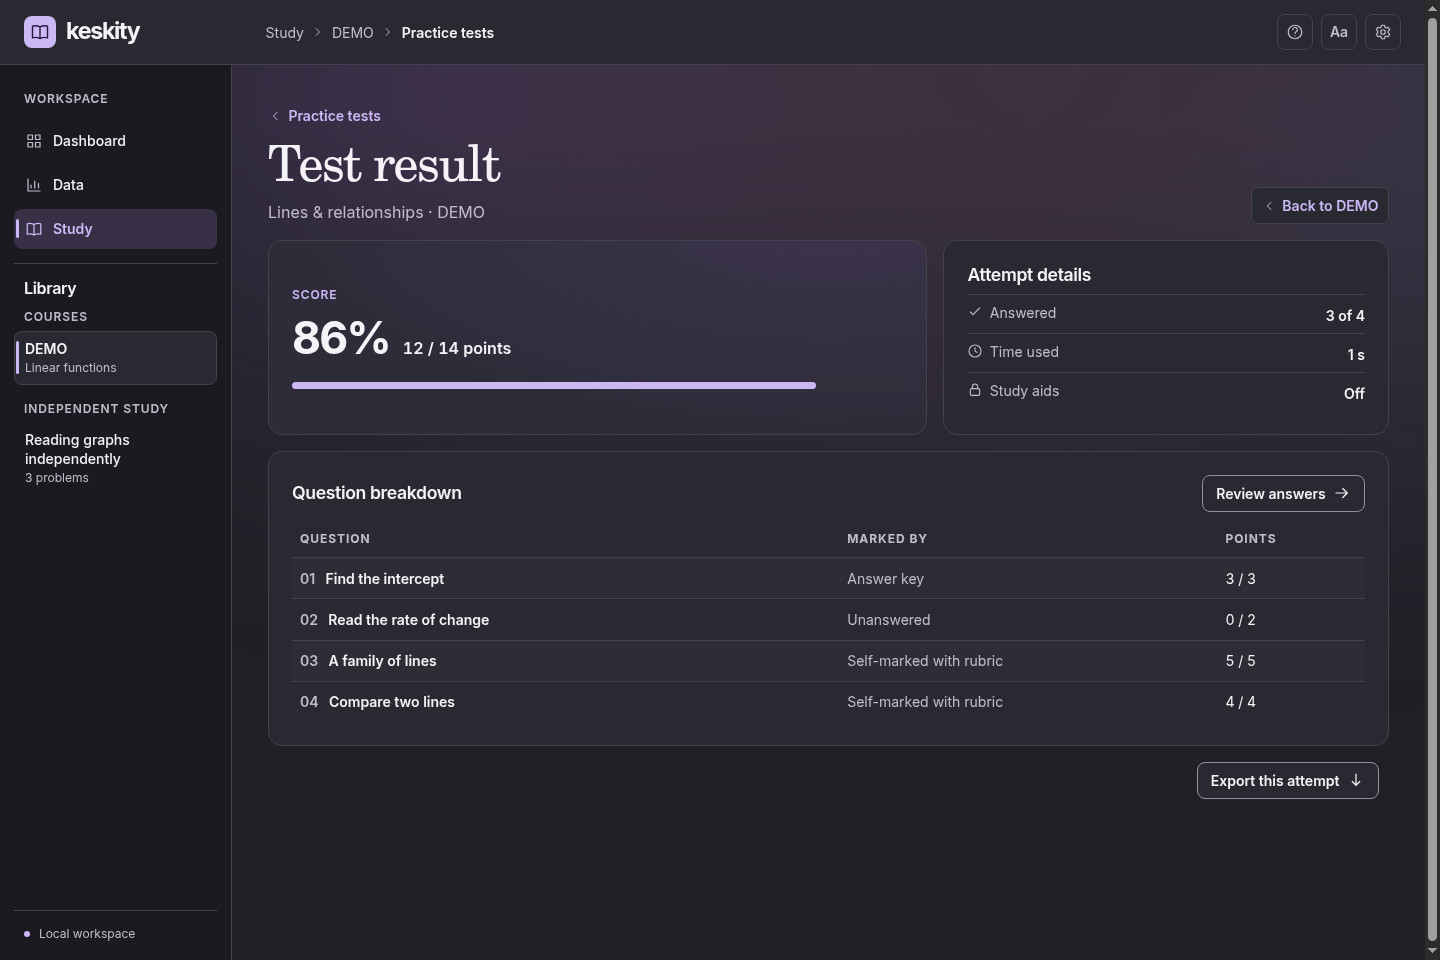 keskity
Study > DEMO > Practice tests
Aa
WORKSPACE
Dashboard
Data
Study
Library
COURSES
DEMO
Linear functions
INDEPENDENT STUDY
Reading graphs
independently
3 problems
Local workspace
Practice tests
Test result
Lines & relationships · DEMO
Back to DEMO
SCORE
86% 12 / 14 points
Attempt details
Answered 3 of 4
Time used 1 s
Study aids Off
Question breakdown
Review answers
QUESTION MARKED BY POINTS
01 Find the intercept Answer key 3 / 3
02 Read the rate of change Unanswered 0 / 2
03 A family of lines Self-marked with rubric 5 / 5
04 Compare two lines Self-marked with rubric 4 / 4
Export this attempt